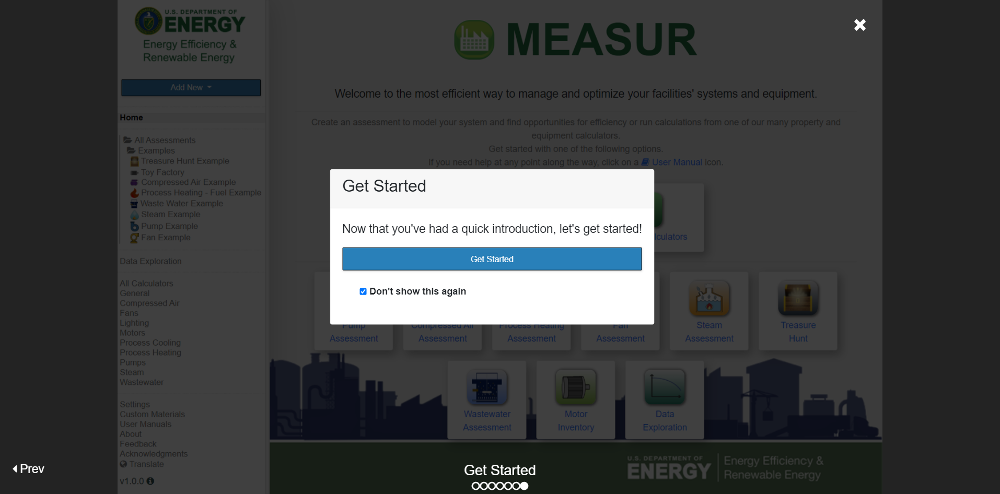 U.S. DEPARTMENT OF
ENERGY
Energy Efficiency &
Renewable Energy
Add New
Home
All Assessments
Examples
Treasure Hunt Example
Toy Factory
Compressed Air Example
Process Heating - Fuel Example
Waste Water Example
Steam Example
Pump Example
Fan Example
Data Exploration
All Calculators
General
Compressed Air
Fans
Lighting
Motors
Process Cooling
Process Heating
Pumps
Steam
Wastewater
Settings
Custom Materials
User Manuals
About
Feedback
Acknowledgments
Translate
v1.0.0
MEASUR
Welcome to the most efficient way to manage and optimize your facilities' systems and equipment.
Create an assessment to model your system and find opportunities for efficiency or run calculations from one of our many property and
equipment calculators.
Get started with one of the following options.
If you need help at any point along the way, click on a User Manual icon.
Get Started
Now that you've had a quick introduction, let's get started!
Get Started
Don't show this again
lculators
Pump
Assessment
Compressed Air
Assessment
Process Heating
Assessment
Fan
Assessment
Steam
Assessment
Treasure
Hunt
Wastewater
Assessment
Motor
Inventory
Data
Exploration
Prev
Get Started
U.S. DEPARTMENT OF
ENERGY
Energy Efficiency &
Renewable Energy